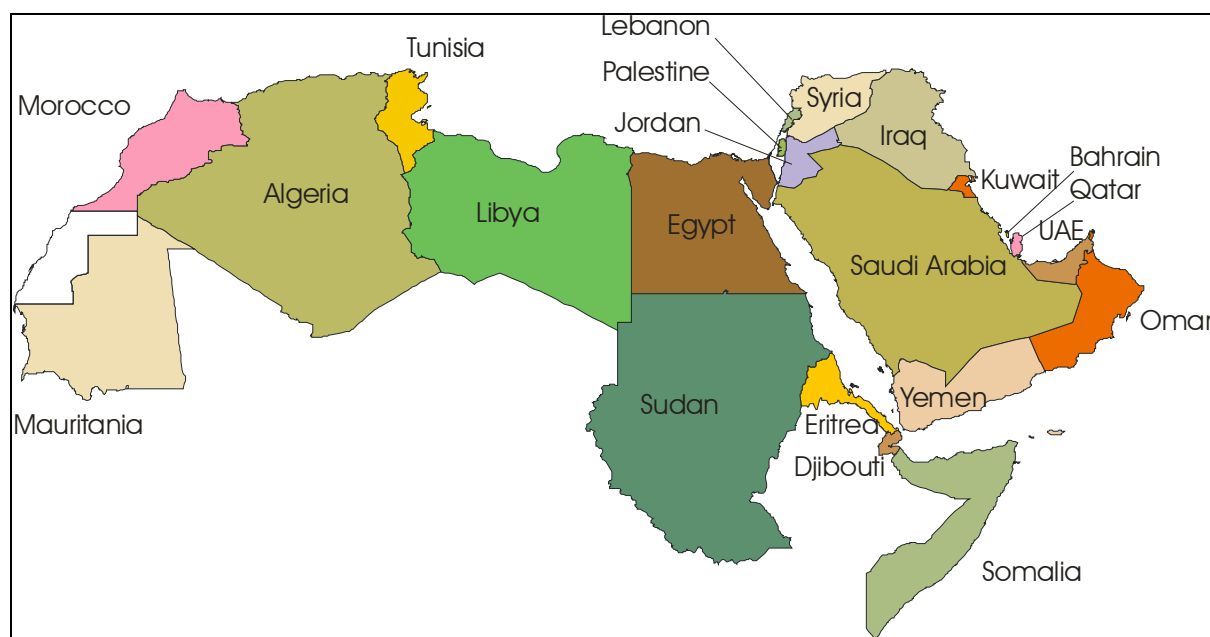 Lebanon
Tunisia
Palestine
Syria
Morocco
Jordan
Iraq
Bahrain
Kuwait
Qatar
Algeria
Libya
Egypt
UAE
Saudi Arabia
Oman
Yemen
Sudan
Mauritania
Eritrea
Djibouti
Somalia